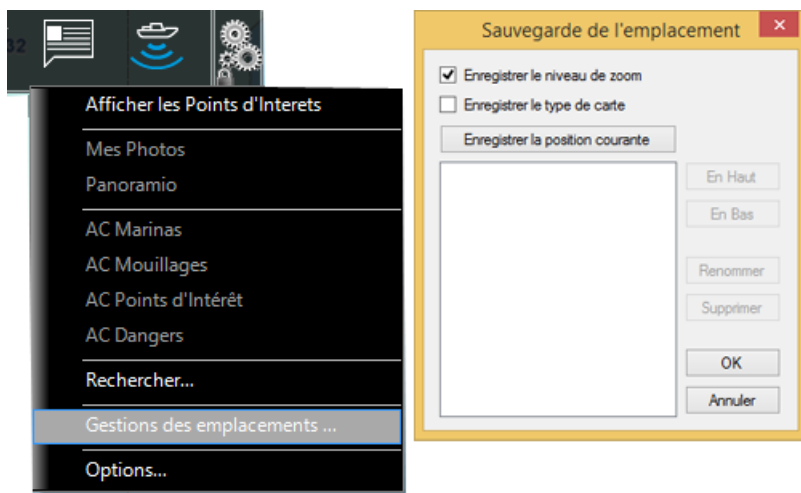 32
Afficher les Points d'Interets
Mes Photos
Panoramio
AC Marinas
AC Mouillages
AC Points d'Intérêt
AC Dangers
Rechercher...
Gestions des emplacements ...
Options...
Sauvegarde de l'emplacement
Enregistrer le niveau de zoom
Enregistrer le type de carte
Enregistrer la position courante
En Haut
En Bas
Renommer
Supprimer
OK
Annuler